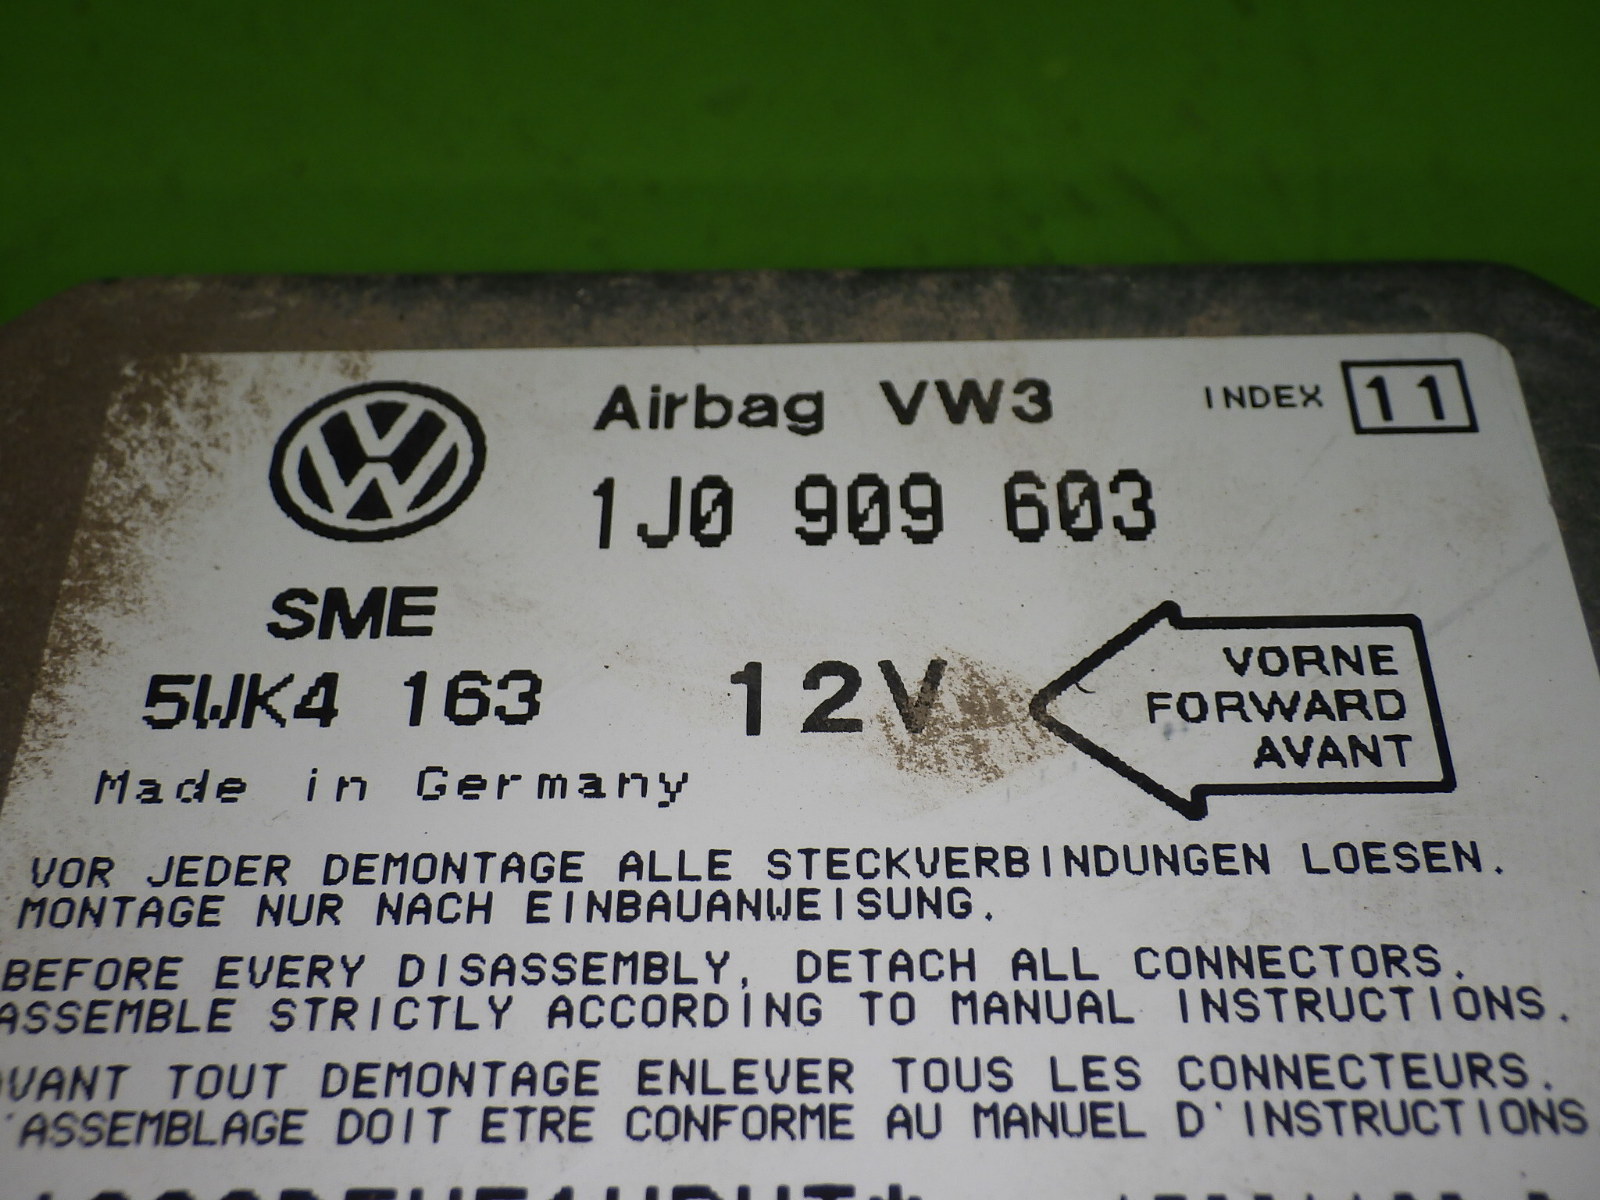 Airbag VW3 INDEX 11
1J0 909 603
SME
5WK4 163 12V
VORNE
FORWARD
AVANT
Made in Germany
VOR JEDER DEMONTAGE ALLE STECKVERBINDUNGEN LOESEN.
MONTAGE NUR NACH EINBAUANWEISUNG.
BEFORE EVERY DISASSEMBLY, DETACH ALL CONNECTORS.
ASSEMBLE STRICTLY ACCORDING TO MANUAL INSTRUCTIONS.
AVANT TOUT DEMONTAGE ENLEVER TOUS LES CONNECTEURS.
'ASSEMBLAGE DOIT ETRE CONFORME AU MANUEL D'INSTRUCTIONS